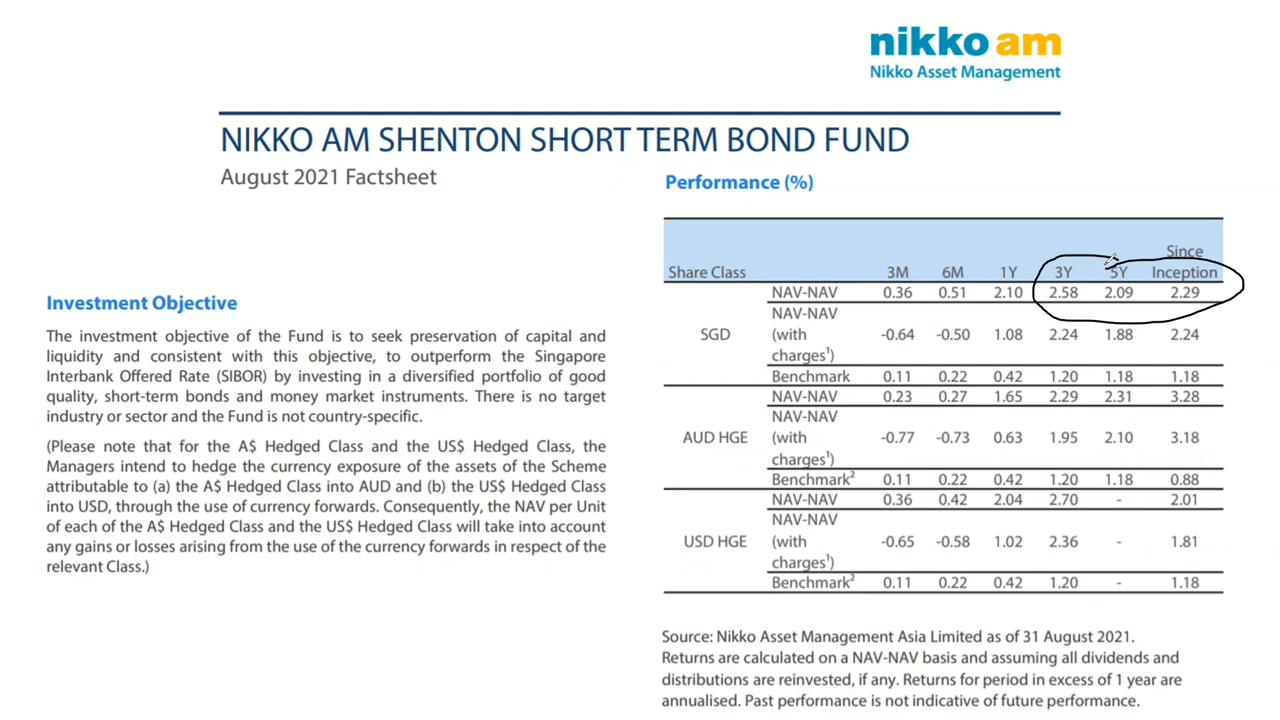 nikko am
Nikko Asset Management
NIKKO AM SHENTON SHORT TERM BOND FUND
August 2021 Factsheet
Investment Objective
The investment objective of the Fund is to seek preservation of capital and
liquidity and consistent with this objective, to outperform the Singapore
Interbank Offered Rate (SIBOR) by investing in a diversified portfolio of good
quality, short-term bonds and money market instruments. There is no target
industry or sector and the Fund is not country-specific.
(Please note that for the A$ Hedged Class and the US$ Hedged Class, the
Managers intend to hedge the currency exposure of the assets of the Scheme
attributable to (a) the A$ Hedged Class into AUD and (b) the US$ Hedged Class
into USD, through the use of currency forwards. Consequently, the NAV per Unit
of each of the A$ Hedged Class and the US$ Hedged Class will take into account
any gains or losses arising from the use of the currency forwards in respect of the
relevant Class.)
Performance (%)
Since
Share Class 3M 6M 1Y 3Y 5Y Inception
NAV-NAV 0.36 0.51 2.10 2.58 2.09 2.29
NAV-NAV
SGD (with -0.64 -0.50 1.08 2.24 1.88 2.24
charges¹)
Benchmark 0.11 0.22 0.42 1.20 1.18 1.18
NAV-NAV 0.23 0.27 1.65 2.29 2.31 3.28
NAV-NAV
AUD HGE (with -0.77 -0.73 0.63 1.95 2.10 3.18
charges¹)
Benchmark² 0.11 0.22 0.42 1.20 1.18 0.88
NAV-NAV 0.36 0.42 2.04 2.70 - 2.01
NAV-NAV
USD HGE (with -0.65 -0.58 1.02 2.36 - 1.81
charges¹)
Benchmark² 0.11 0.22 0.42 1.20 - 1.18
Source: Nikko Asset Management Asia Limited as of 31 August 2021.
Returns are calculated on a NAV-NAV basis and assuming all dividends and
distributions are reinvested, if any. Returns for period in excess of 1 year are
annualised. Past performance is not indicative of future performance.